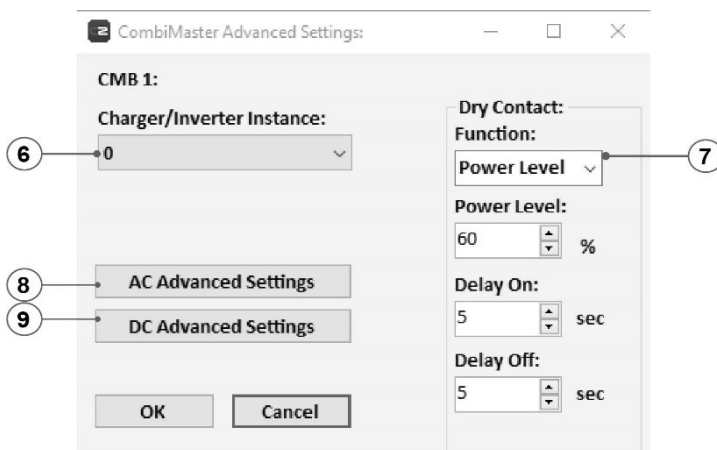 CombiMaster Advanced Settings:
CMB 1:
Charger/Inverter Instance:
6
0
8
AC Advanced Settings
9
DC Advanced Settings
OK
Cancel
Dry Contact:
Function:
Power Level
7
Power Level:
60
%
Delay On:
5
sec
Delay Off:
5
sec